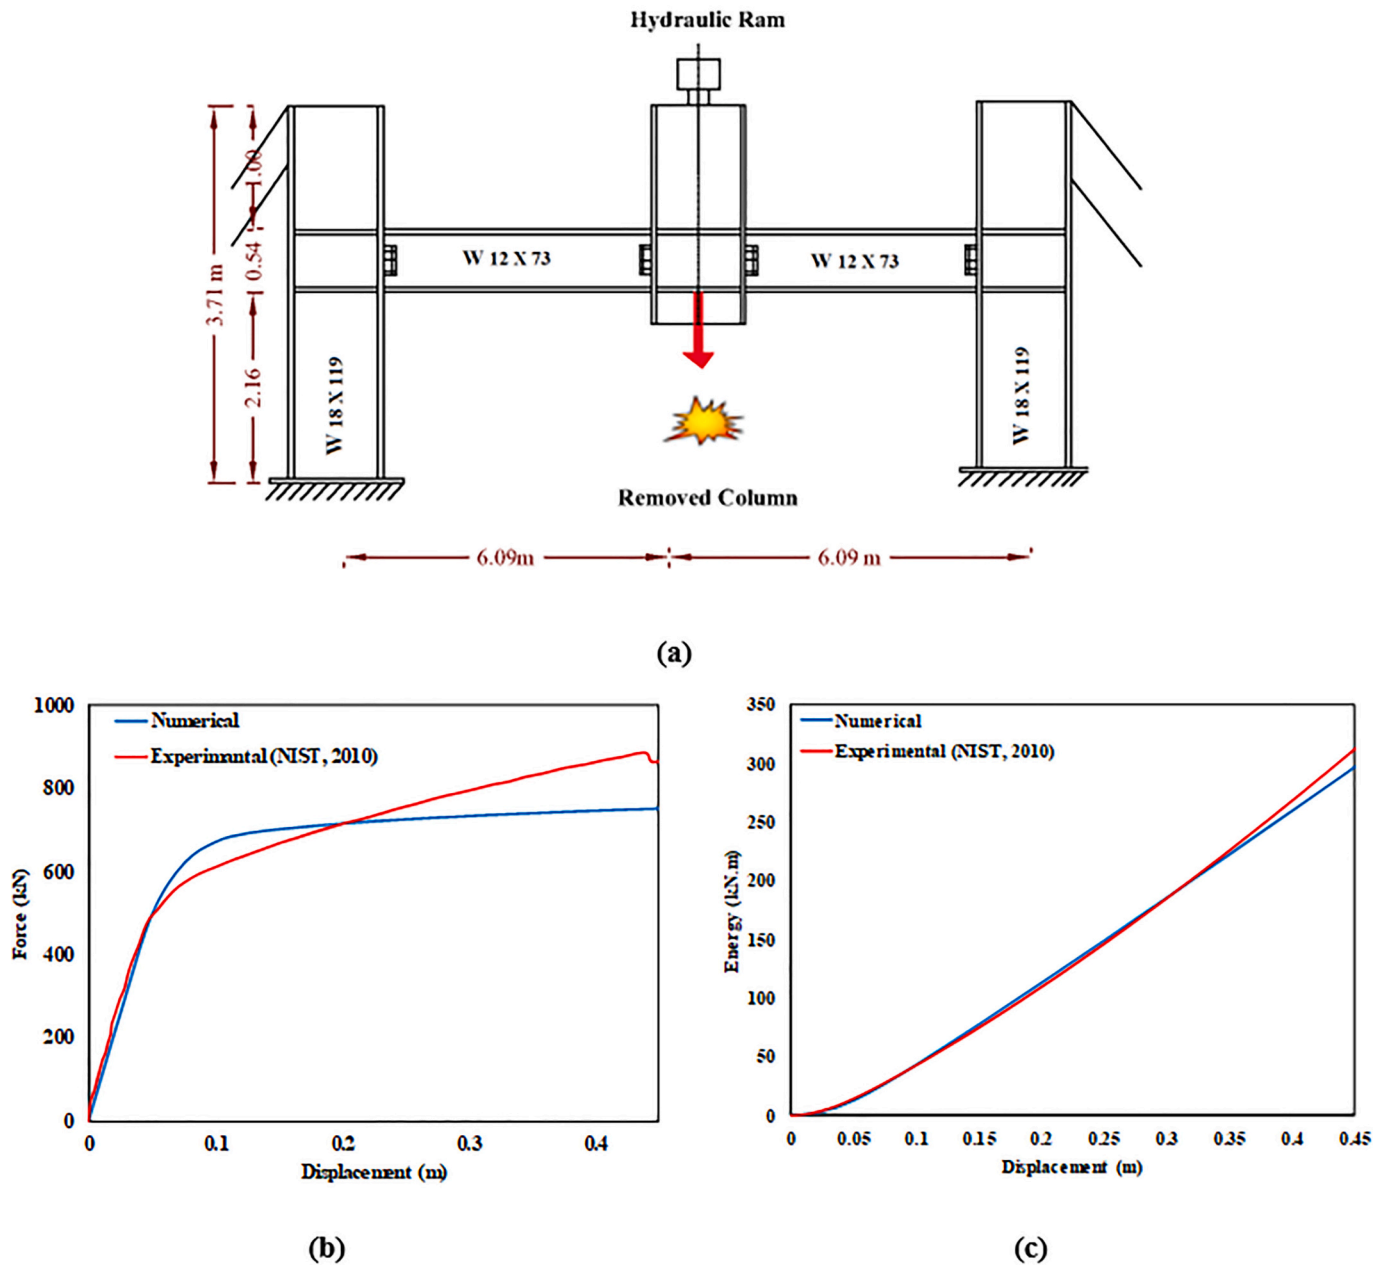 Hydraulic Ram
1.00
0.54
3.71 m
2.16
W 12 X 73
W 12 X 73
W 18 X 119
W 18 X 119
Removed Column
6.09m
6.09 m
(a)
1000
800
600
400
200
0
Force (kN)
Numerical
Experimantal (NIST, 2010)
0
0.1
0.2
0.3
0.4
Displacement (m)
(b)
350
300
250
200
150
100
50
0
Energy (kN.m)
Numerical
Experimental (NIST, 2010)
0
0.05
0.1
0.15
0.2
0.25
0.3
0.35
0.4
0.45
Displacement (m)
(c)